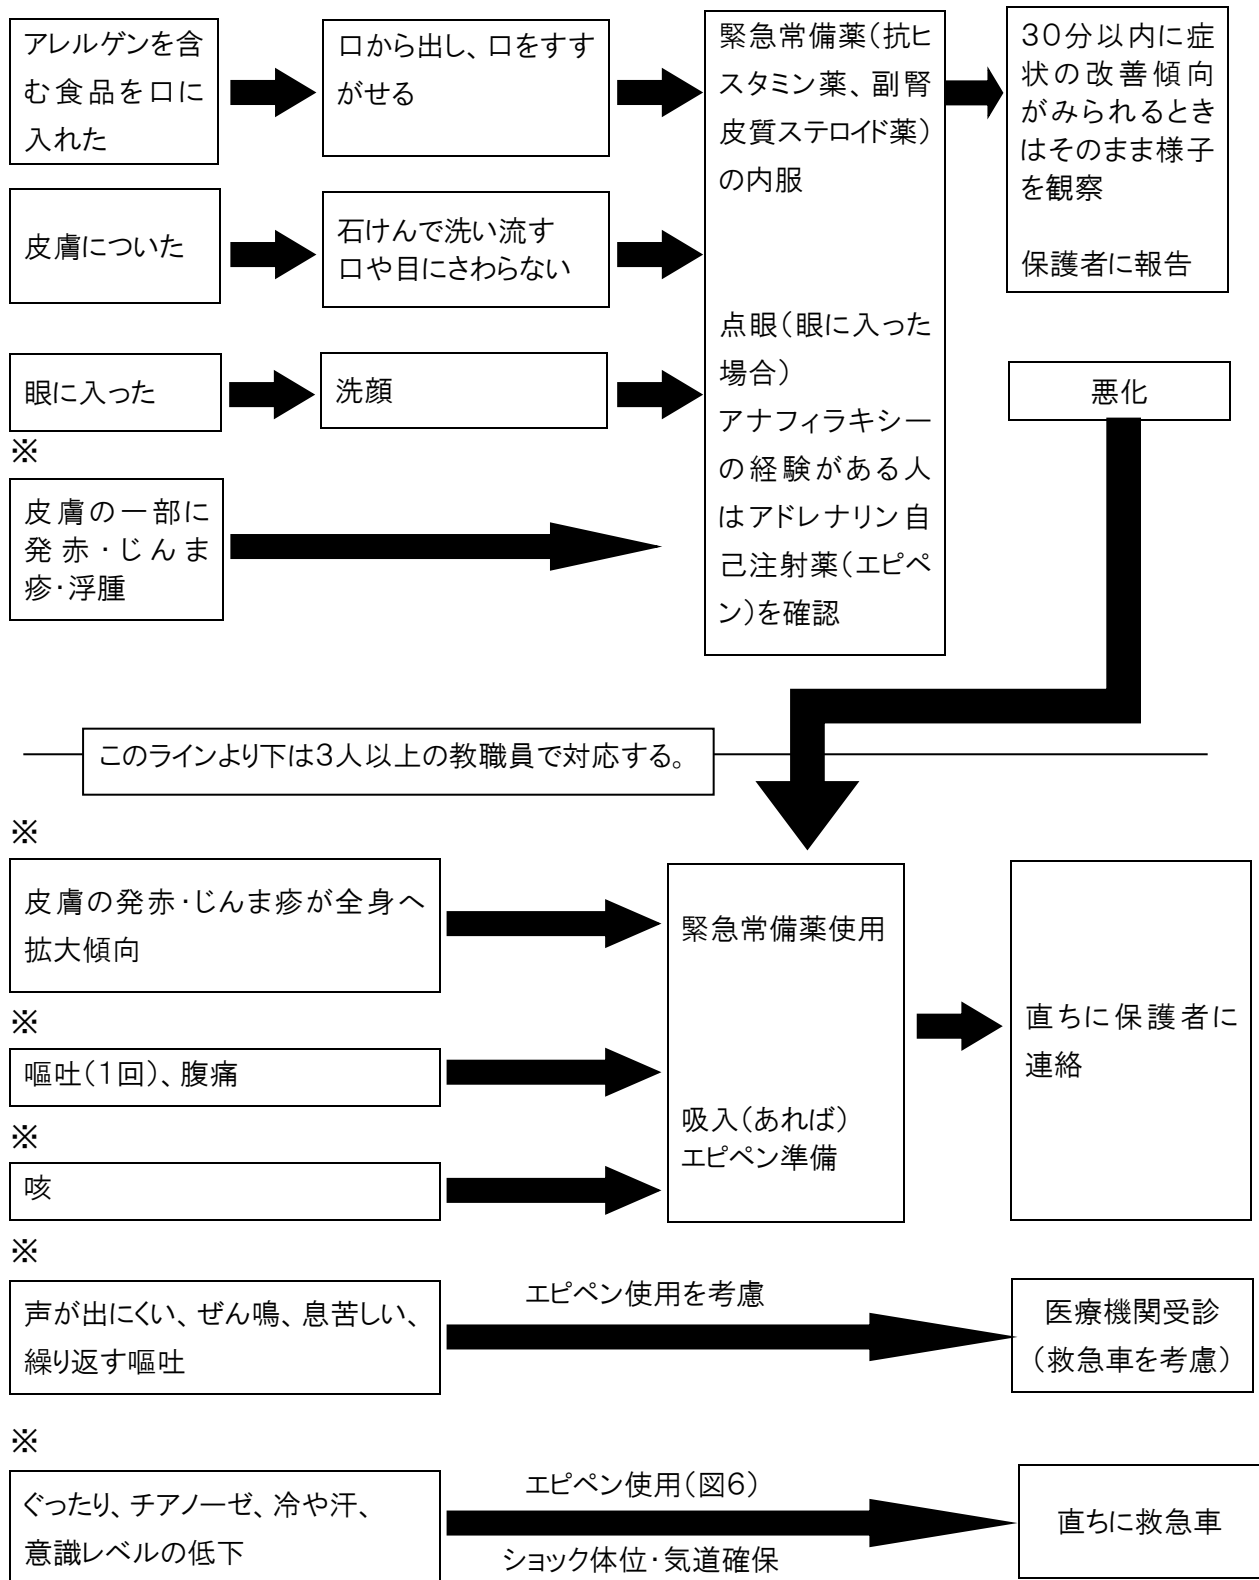 アレルゲンを含
む食品を口に
入れた
口から出し、口をすす
がせる
緊急常備薬（抗ヒ
スタミン薬、副腎
皮質ステロイド薬）
の内服
点眼（眼に入った
場合）
アナフィラキシー
の経験がある人
はアドレナリン自
己注射薬（エピペ
ン）を確認
30分以内に症
状の改善傾向
がみられるとき
はそのまま様子
を観察
保護者に報告
皮膚についた
石けんで洗い流す
口や目にさわらない
眼に入った
洗顔
悪化
※
皮膚の一部に
発赤・じんま
疹・浮腫
このラインより下は3人以上の教職員で対応する。
※
皮膚の発赤・じんま疹が全身へ
拡大傾向
緊急常備薬使用
吸入（あれば）
エピペン準備
直ちに保護者に
連絡
※
嘔吐（1回）、腹痛
※
咳
※
声が出にくい、ぜん鳴、息苦しい、
繰り返す嘔吐
エピペン使用を考慮
医療機関受診
（救急車を考慮）
※
ぐったり、チアノーゼ、冷や汗、
意識レベルの低下
エピペン使用（図6）
ショック体位・気道確保
直ちに救急車